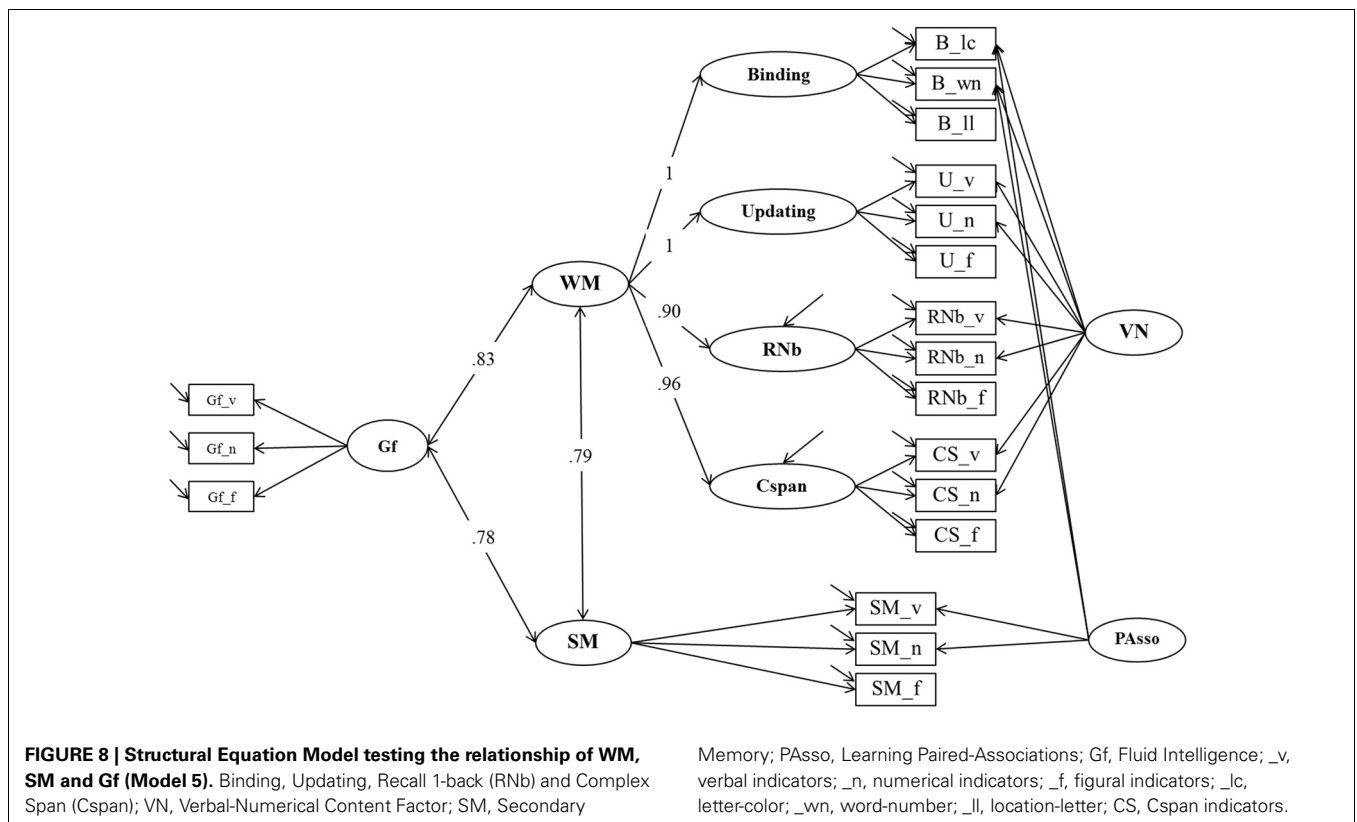 B_lc
Binding
B_wn
B_ll
1
U_v
Updating
U_n
1
U_f
WM
.90
RNb_v
VN
RNb_n
RNb
.83
.96
RNb_f
Gf_v
CS_v
Gf_n
Gf
.79
Cspan
CS_n
Gf_f
CS_f
.78
SM_v
SM
SM_n
PAsso
SM_f
FIGURE 8 | Structural Equation Model testing the relationship of WM,
SM and Gf (Model 5). Binding, Updating, Recall 1-back (RNb) and Complex
Span (Cspan); VN, Verbal-Numerical Content Factor; SM, Secondary
Memory; PAsso, Learning Paired-Associations; Gf, Fluid Intelligence; _v,
verbal indicators; _n, numerical indicators; _f, figural indicators; _lc,
letter-color; _wn, word-number; _ll, location-letter; CS, Cspan indicators.